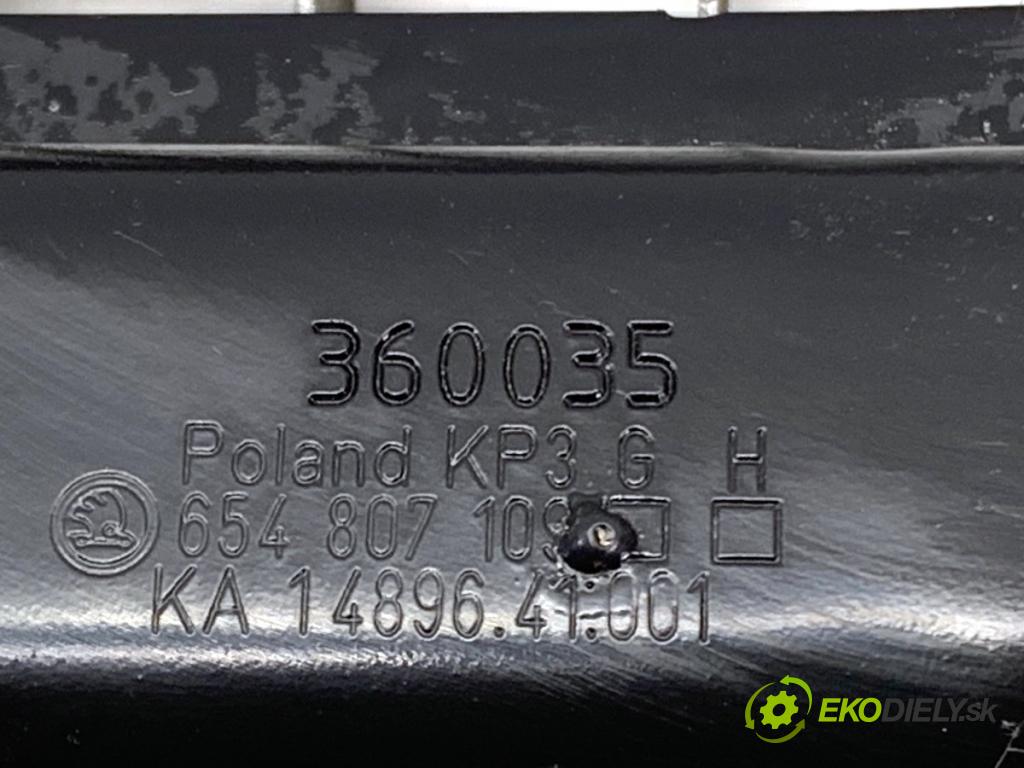 360035
Poland KP3 G H
654 807 109
KA 14896.41.001
EKODIELY.sk